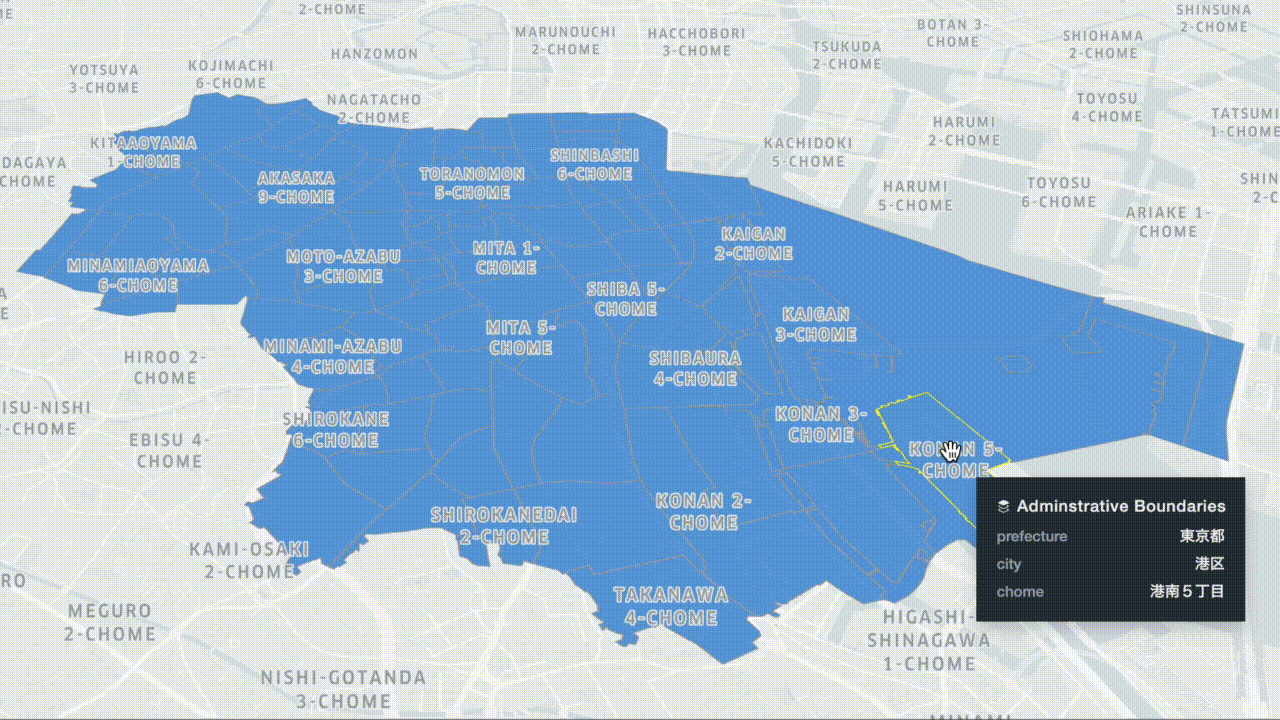 2-CHOME
SHINSUNA
2-CHOME
MARUNOUCHI
2-CHOME
HACCHOBORI
3-CHOME
BOTAN 3-
CHOME
TSUKUDA
2-CHOME
SHIOHAMA
2-CHOME
HANZOMON
YOTSUYA
3-CHOME
KOJIMACHI
6-CHOME
NAGATACHO
2-CHOME
TOYOSU
4-CHOME
TATSUMI
1-CHOME
HARUMI
2-CHOME
KITAAOYAMA
1-CHOME
KACHIDOKI
5-CHOME
DAGAYA
CHOME
SHINBASHI
6-CHOME
AKASAKA
9-CHOME
TORANOMON
5-CHOME
HARUMI
5-CHOME
TOYOSU
6-CHOME
SHIN
2-C
ARIAKE 1-
CHOME
KAIGAN
2-CHOME
MINAMIAOYAMA
6-CHOME
MOTO-AZABU
3-CHOME
MITA 1-
CHOME
SHIBA 5-
CHOME
KAIGAN
3-CHOME
MITA 5-
CHOME
HIROO 2-
CHOME
MINAMI-AZABU
4-CHOME
SHIBAURA
4-CHOME
ISU-NISHI
-CHOME
SHIROKANE
6-CHOME
KONAN 3-
CHOME
EBISU 4-
CHOME
KONAN 5-
CHOME
KONAN 2-
CHOME
SHIROKANEDAI
2-CHOME
Adminstrative Boundaries
prefecture 東京都
city 港区
chome 港南５丁目
KAMI-OSAKI
2-CHOME
RO
MEGURO
2-CHOME
TAKANAWA
4-CHOME
HIGASHI-
SHINAGAWA
1-CHOME
NISHI-GOTANDA
3-CHOME
MINAMI